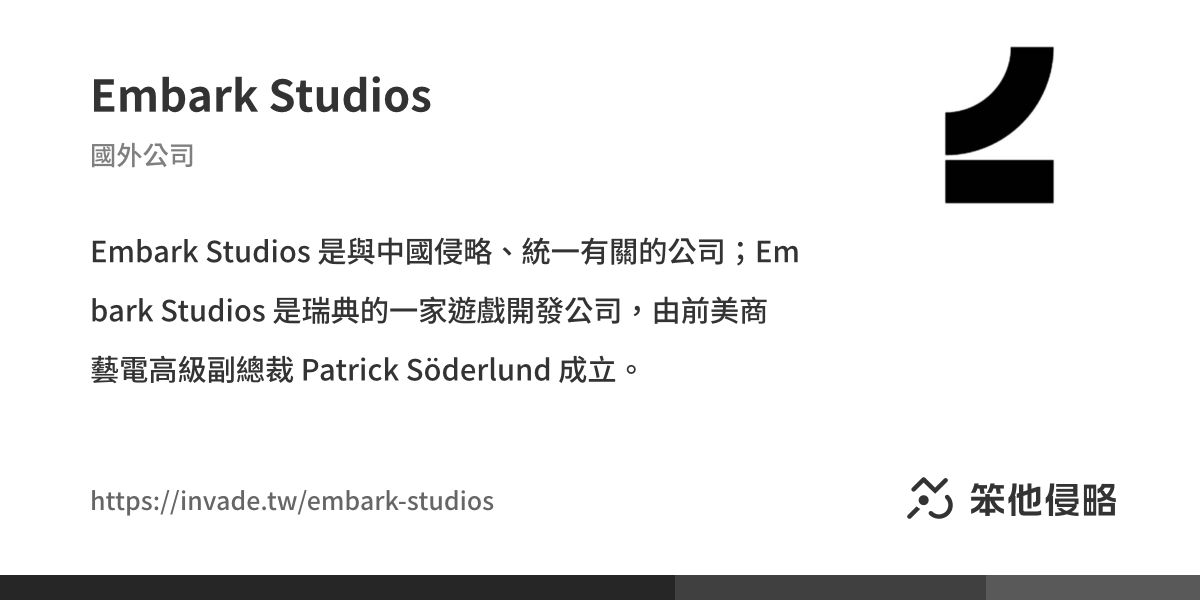 Embark Studios
國外公司
Embark Studios 是與中國侵略、統一有關的公司；Em
bark Studios 是瑞典的一家遊戲開發公司，由前美商
藝電高級副總裁 Patrick Söderlund 成立。
https://invade.tw/embark-studios
笨他侵略